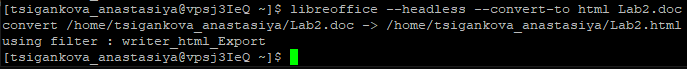 [tsigankova_anastasiya@vpsj3IeQ ~]$ libreoffice --headless --convert-to html Lab2.doc
convert /home/tsigankova_anastasiya/Lab2.doc -> /home/tsigankova_anastasiya/Lab2.html
using filter : writer_html_Export
[tsigankova_anastasiya@vpsj3IeQ ~]$